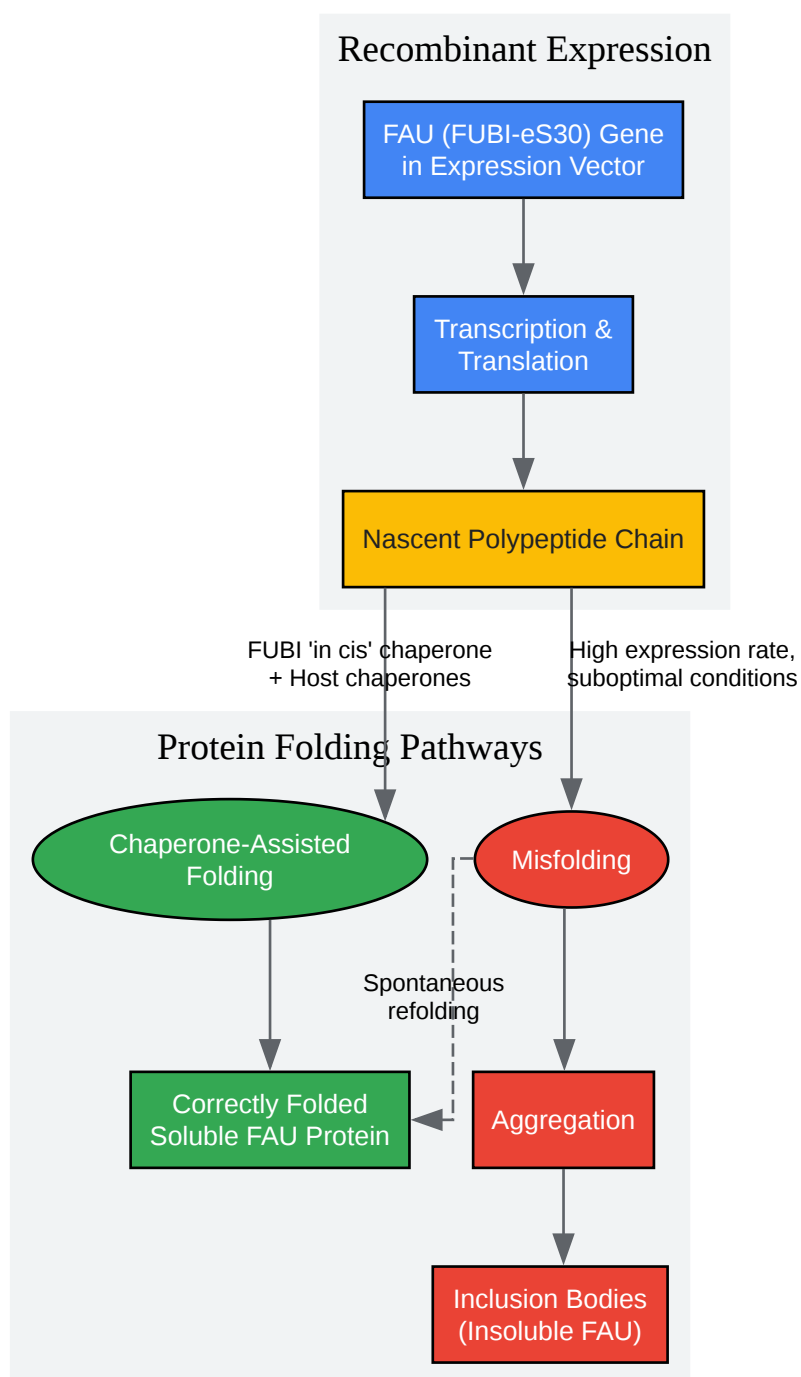 Recombinant Expression
FAU (FUBI-eS30) Gene
in Expression Vector
Transcription &
Translation
Nascent Polypeptide Chain
FUBI 'in cis' chaperone
+ Host chaperones
High expression rate,
suboptimal conditions
Protein Folding Pathways
Chaperone-Assisted
Folding
Misfolding
Spontaneous
refolding
Correctly Folded
Soluble FAU Protein
Aggregation
Inclusion Bodies
(Insoluble FAU)